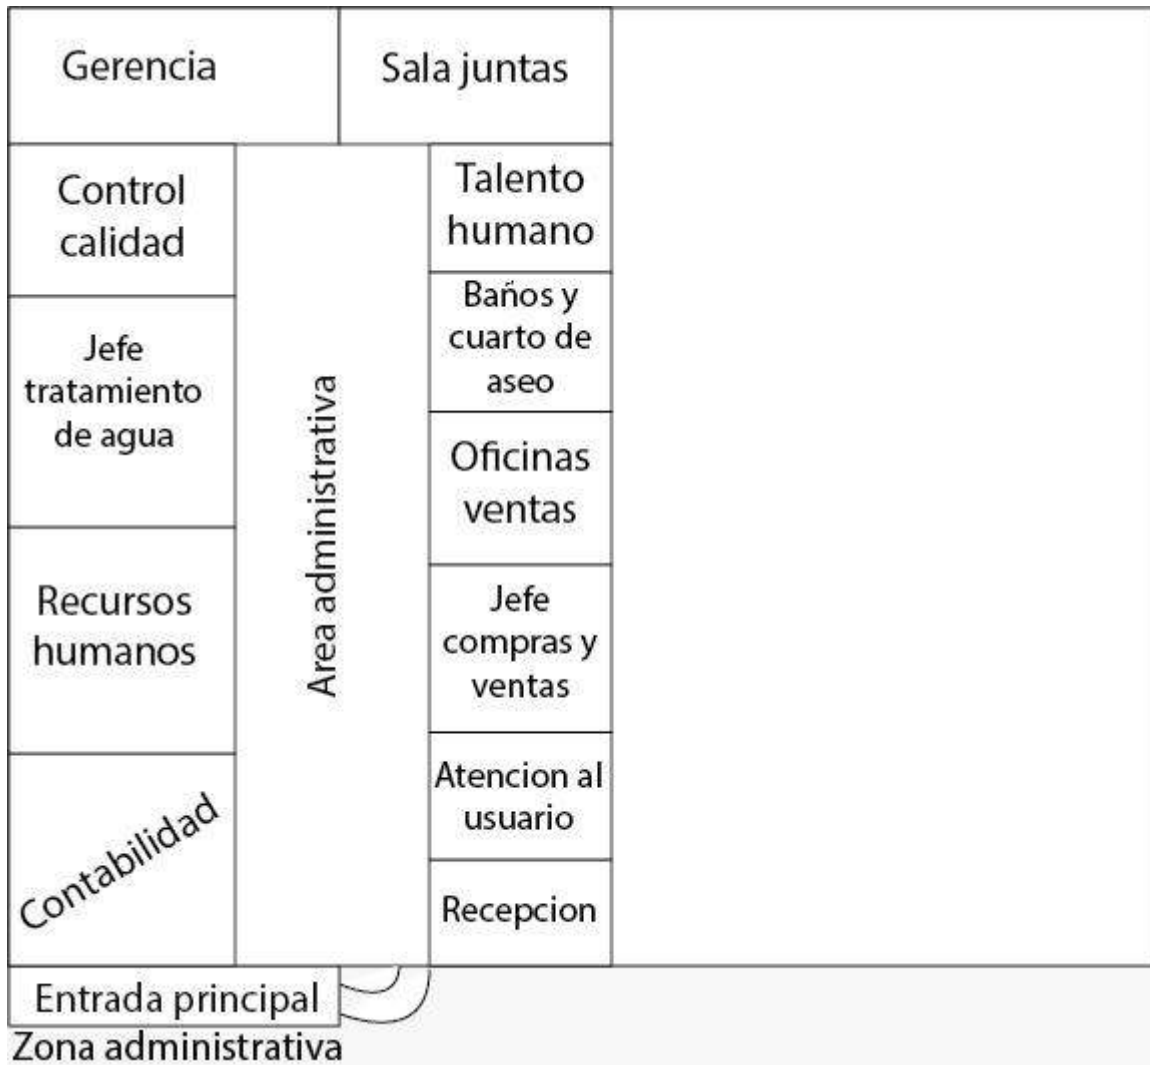 Gerencia
Sala juntas
Control
calidad
Talento
humano
Baños y
cuarto de
aseo
Jefe
tratamiento
de agua
Area administrativa
Oficinas
ventas
Recursos
humanos
Jefe
compras y
ventas
Contabilidad
Atencion al
usuario
Recepcion
Entrada principal
Zona administrativa